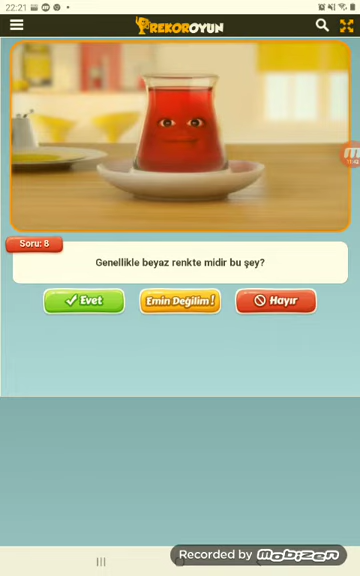 22:21
REKOROYUN
Soru: 8
Genellikle beyaz renkte midir bu şey?
Evet
Emin Değilim!
Hayır
Recorded by MOBIZEN